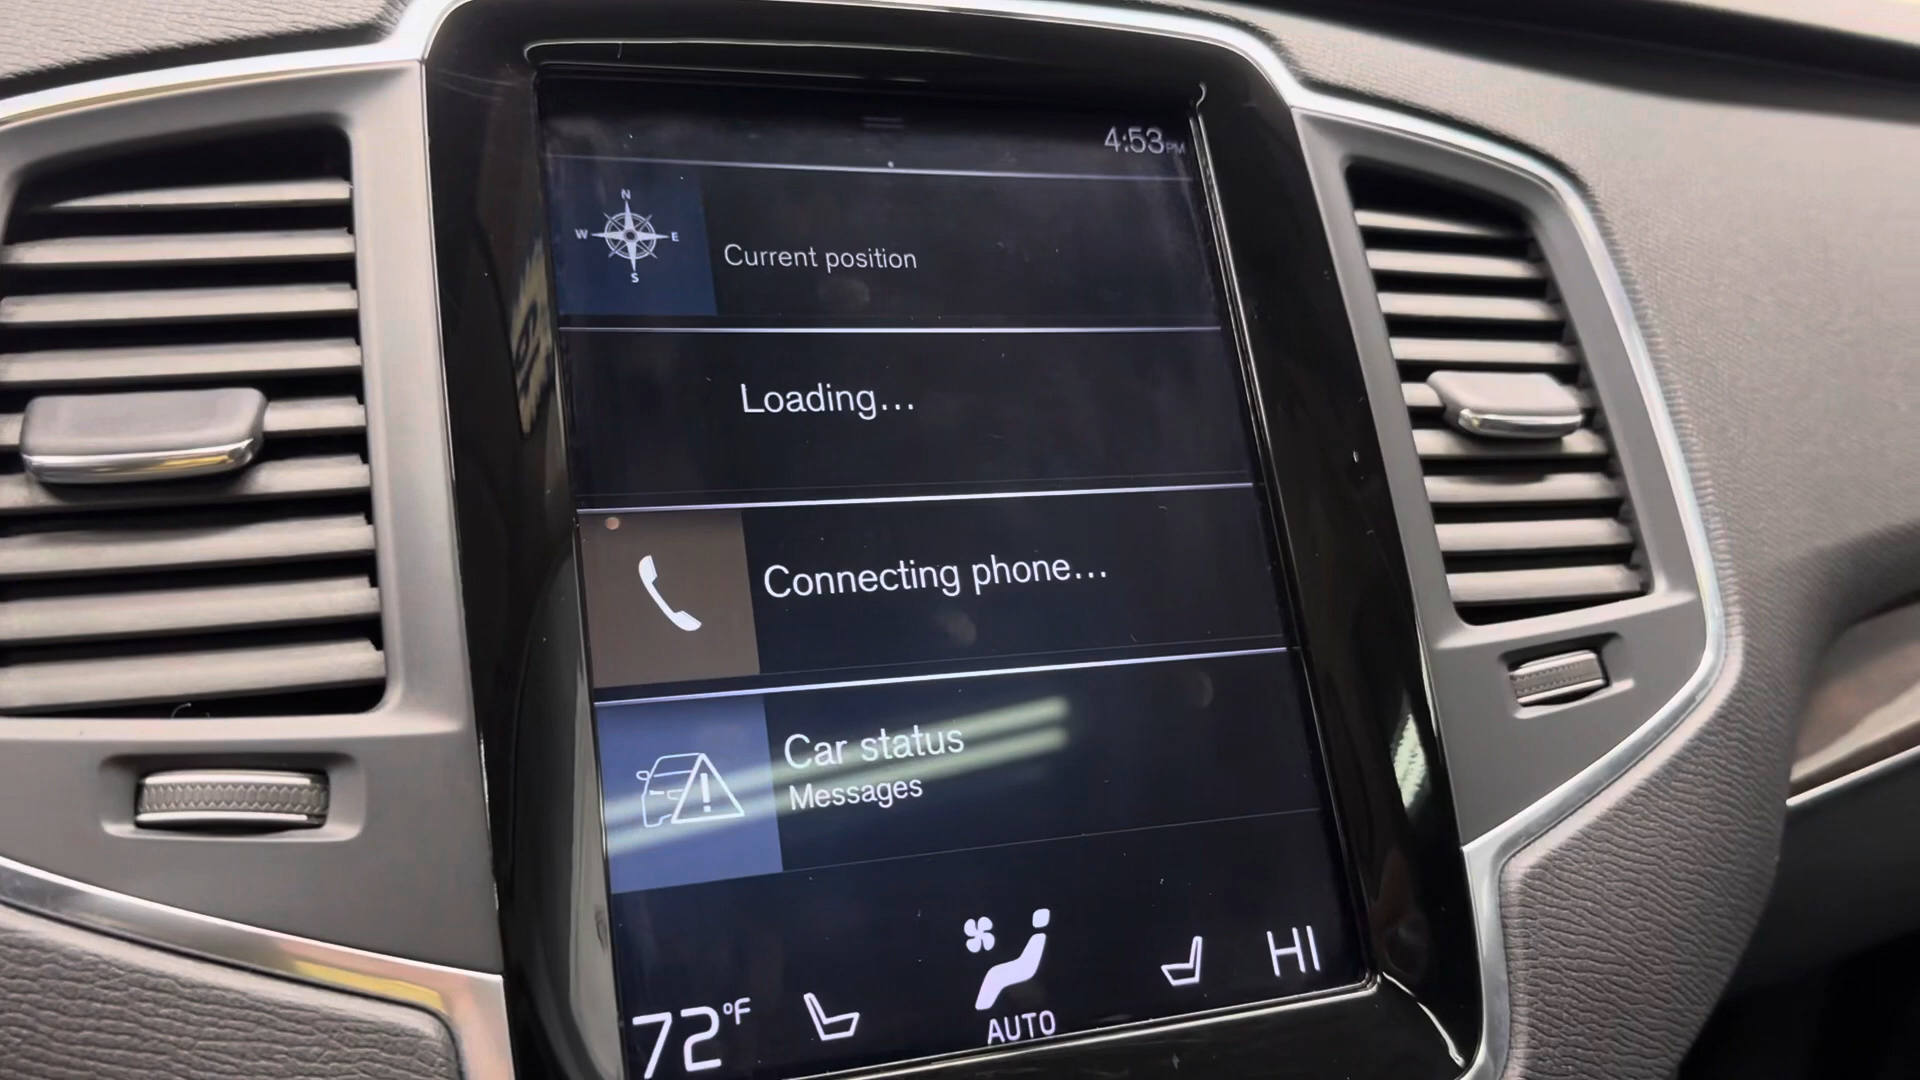 4:53PM
N
W E
S
Current position
Loading...
Connecting phone...
Car status
Messages
72°F
AUTO
HI